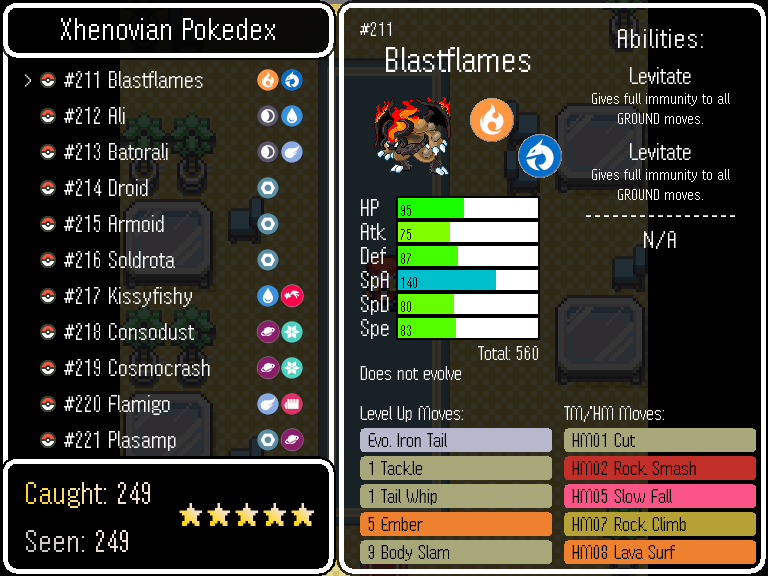 Xhenovian Pokedex
> #211 Blastflames
#212 Ali
#213 Batorali
#214 Droid
#215 Armoid
#216 Soldrota
#217 Kissyfishy
#218 Consodust
#219 Cosmocrash
#220 Flamigo
#221 Plasamp
Caught: 249
Seen: 249
#211
Blastflames
HP 95
Atk 75
Def 87
SpA 140
SpD 80
Spe 83
Total: 560
Does not evolve
Abilities:
Levitate
Gives full immunity to all
GROUND moves.
Levitate
Gives full immunity to all
GROUND moves.
N/A
Level Up Moves:
Evo. Iron Tail
1 Tackle
1 Tail Whip
5 Ember
9 Body Slam
TM/HM Moves:
HM01 Cut
HM02 Rock Smash
HM05 Slow Fall
HM07 Rock Climb
HM08 Lava Surf